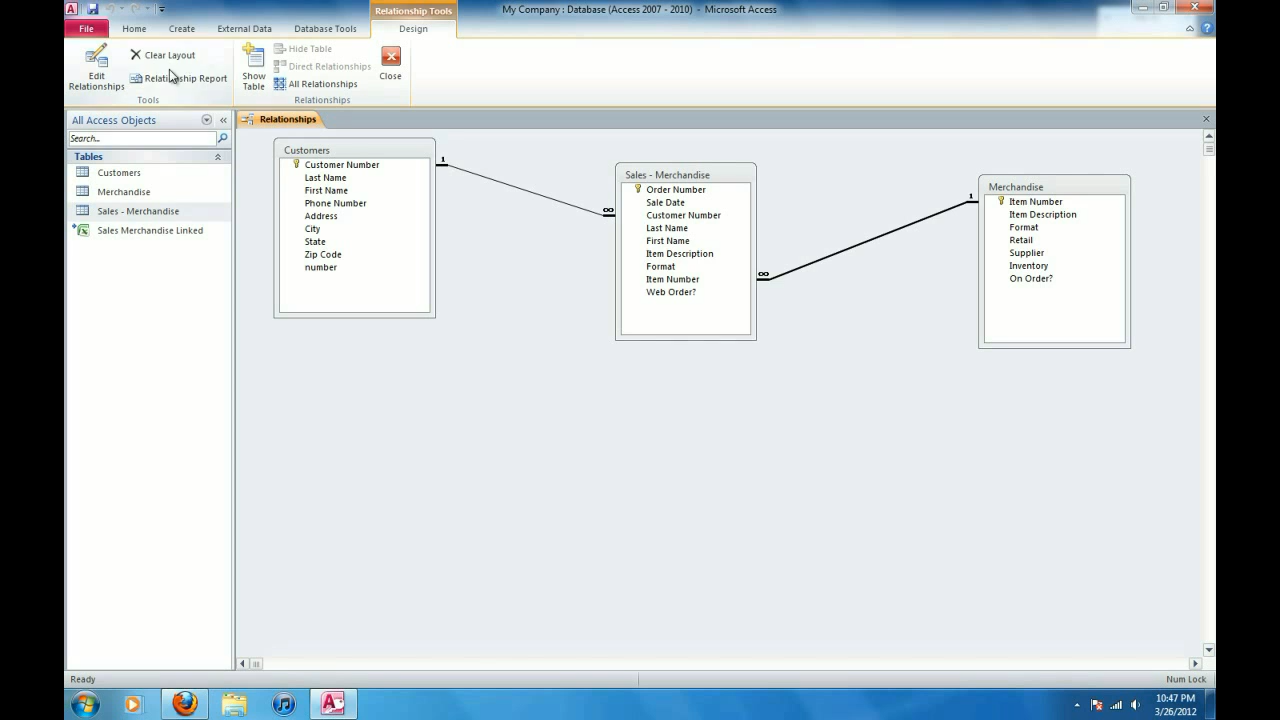 Relationship Tools
My Company : Database (Access 2007 - 2010) - Microsoft Access
File Home Create External Data Database Tools Design
Edit Relationships
Clear Layout
Relationship Report
Tools
Show Table
Hide Table
Direct Relationships
All Relationships
Relationships
Close
All Access Objects
Search...
Tables
Customers
Merchandise
Sales - Merchandise
Sales Merchandise Linked
Relationships
Customers
Customer Number
Last Name
First Name
Phone Number
Address
City
State
Zip Code
number
1
∞
Sales - Merchandise
Order Number
Sale Date
Customer Number
Last Name
First Name
Item Description
Format
Item Number
Web Order?
∞
1
Merchandise
Item Number
Item Description
Format
Retail
Supplier
Inventory
On Order?
Ready
Num Lock
10:47 PM
3/26/2012